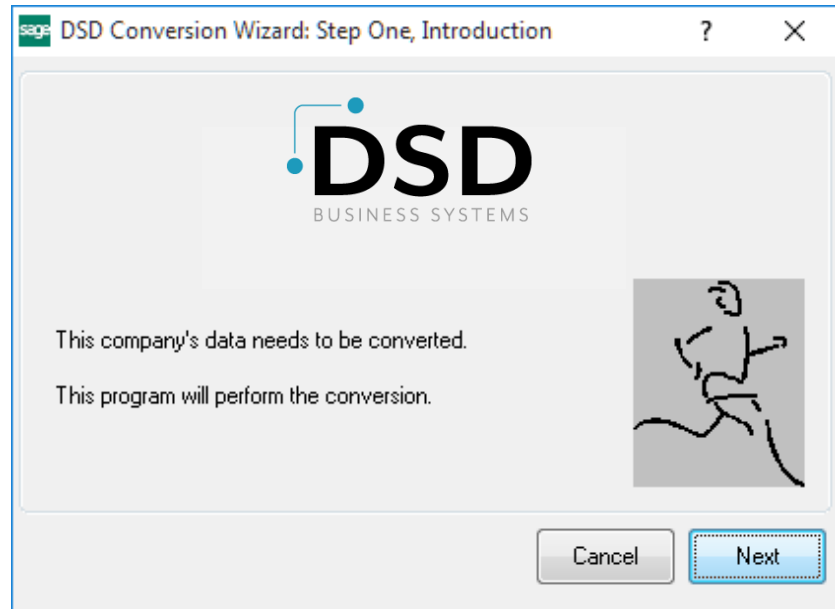 sage DSD Conversion Wizard: Step One, Introduction ?
DSD
BUSINESS SYSTEMS
This company's data needs to be converted.
This program will perform the conversion.
Cancel Next